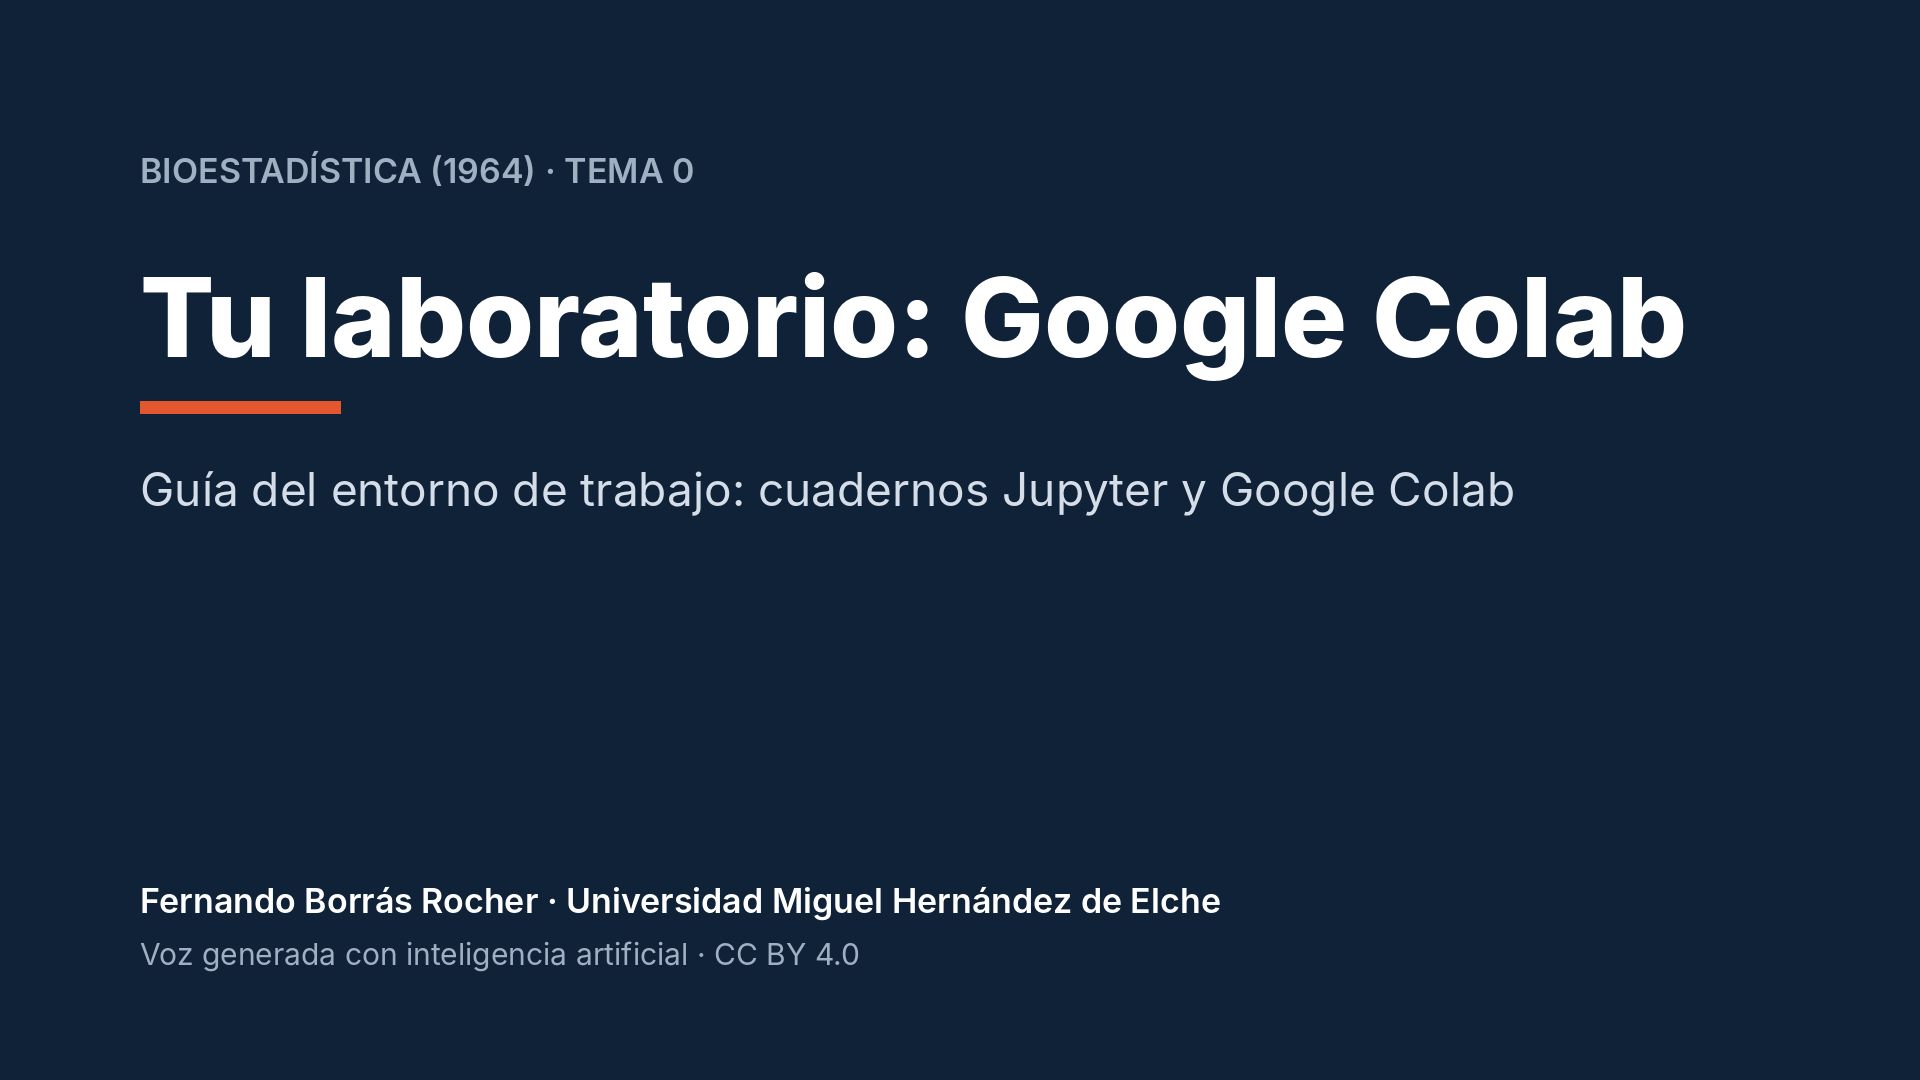 BIOESTADÍSTICA (1964) · TEMA 0
Tu laboratorio: Google Colab
Guía del entorno de trabajo: cuadernos Jupyter y Google Colab
Fernando Borrás Rocher · Universidad Miguel Hernández de Elche
Voz generada con inteligencia artificial · CC BY 4.0